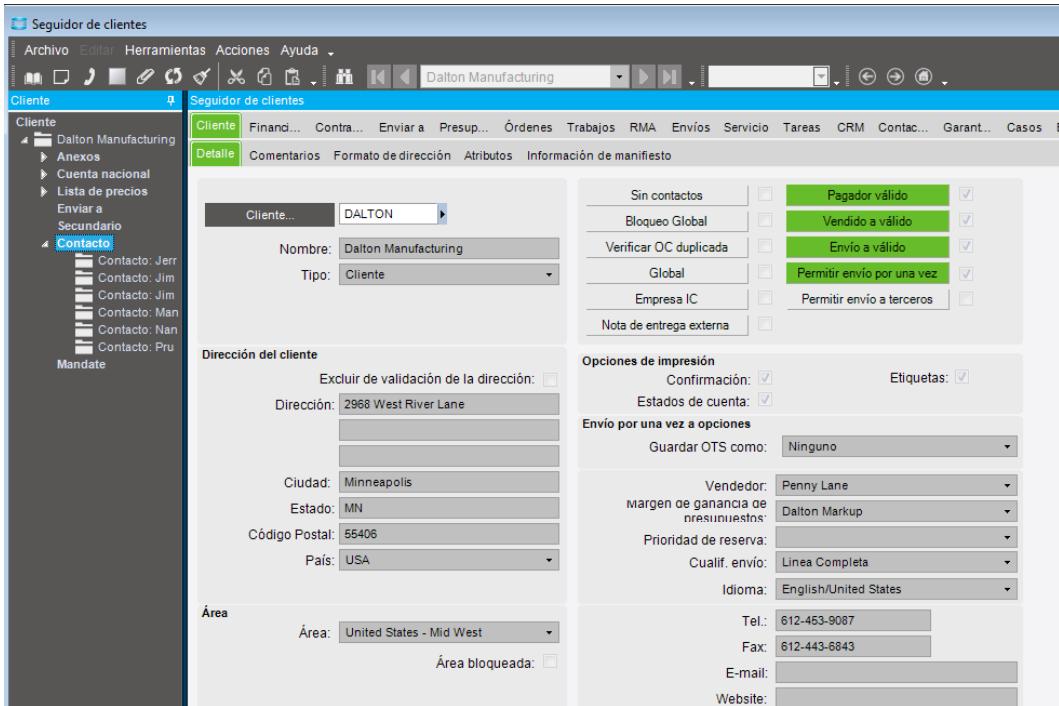 Seguidor de clientes
Archivo Editar Herramientas Acciones Ayuda
Dalton Manufacturing
Cliente
Seguidor de clientes
Cliente
Dalton Manufacturing
Anexos
Cuenta nacional
Lista de precios
Enviar a
Secundario
Contacto
Contacto: Jerr
Contacto: Jim
Contacto: Jim
Contacto: Man
Contacto: Nan
Contacto: Pru
Mandate
Cliente Financi... Contra... Enviar a Presup... Órdenes Trabajos RMA Envíos Servicio Tareas CRM Contac... Garant... Casos
Detalle Comentarios Formato de dirección Atributos Información de manifiesto
Cliente... DALTON
Nombre: Dalton Manufacturing
Tipo: Cliente
Sin contactos Pagador válido
Bloqueo Global Vendido a válido
Verificar OC duplicada Envío a válido
Global Permitir envío por una vez
Empresa IC Permitir envío a terceros
Nota de entrega externa
Dirección del cliente
Excluir de validación de la dirección:
Dirección: 2968 West River Lane
Ciudad: Minneapolis
Estado: MN
Código Postal: 55406
País: USA
Área
Área: United States - Mid West
Área bloqueada:
Opciones de impresión
Confirmación: Etiquetas:
Estados de cuenta:
Envío por una vez a opciones
Guardar OTS como: Ninguno
Vendedor: Penny Lane
Margen de ganancia de
presupuestos: Dalton Markup
Prioridad de reserva:
Cualif. envío: Linea Completa
Idioma: English/United States
Tel.: 612-453-9087
Fax: 612-443-6843
E-mail:
Website: